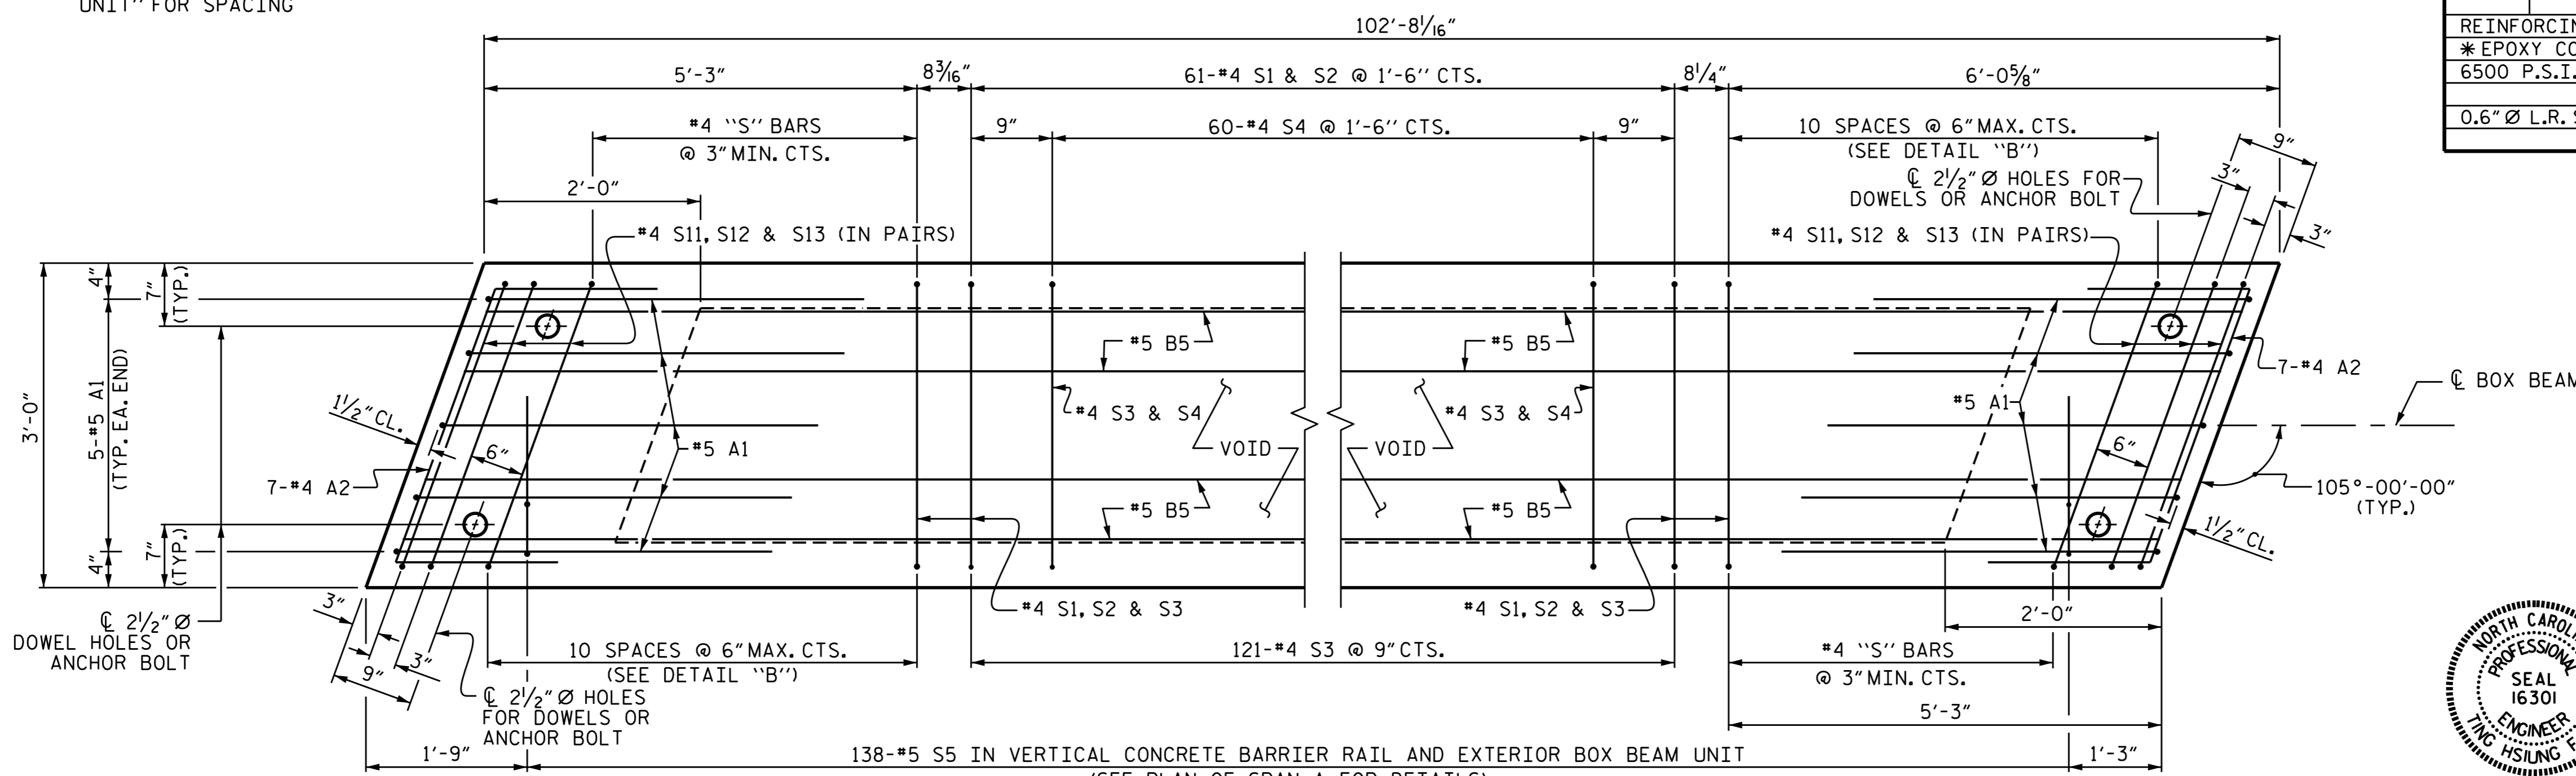 UNIT" FOR SPACING
102'-8 1/16"
5'-3"
8 3/16"
61-#4 S1 & S2 @ 1'-6" CTS.
8 1/4"
6'-0 5/8"
#4 "S" BARS
@ 3" MIN. CTS.
9"
60-#4 S4 @ 1'-6" CTS.
9"
10 SPACES @ 6" MAX. CTS.
(SEE DETAIL "B")
2'-0"
℄ 2 1/2" Ø HOLES FOR
DOWELS OR ANCHOR BOLT
9"
3"
3"
#4 S11, S12 & S13 (IN PAIRS)
#4 S11, S12 & S13 (IN PAIRS)
REINFORCIN
* EPOXY CO
6500 P.S.I.
0.6" Ø L.R.
4"
7"
(TYP.)
3'-0"
5-#5 A1
(TYP. EA. END)
4"
7"
(TYP.)
#5 B5
#5 B5
7-#4 A2
℄ BOX BEAM
1 1/2" CL.
#4 S3 & S4
#4 S3 & S4
#5 A1
6"
#5 A1
VOID
VOID
6"
7-#4 A2
105°-00'-00"
(TYP.)
#5 B5
#5 B5
1 1/2" CL.
3"
℄ 2 1/2" Ø
DOWEL HOLES OR
ANCHOR BOLT
9"
3"
#4 S1, S2 & S3
#4 S1, S2 & S3
2'-0"
10 SPACES @ 6" MAX. CTS.
(SEE DETAIL "B")
121-#4 S3 @ 9" CTS.
#4 "S" BARS
@ 3" MIN. CTS.
℄ 2 1/2" Ø HOLES
FOR DOWELS OR
ANCHOR BOLT
5'-3"
1'-9"
138-#5 S5 IN VERTICAL CONCRETE BARRIER RAIL AND EXTERIOR BOX BEAM UNIT
1'-3"
(SEE PLAN OF SPAN A FOR DETAILS)
NORTH CAROLI
PROFESSIONAL
SEAL
16301
ENGINEER
TING HSIUNG F